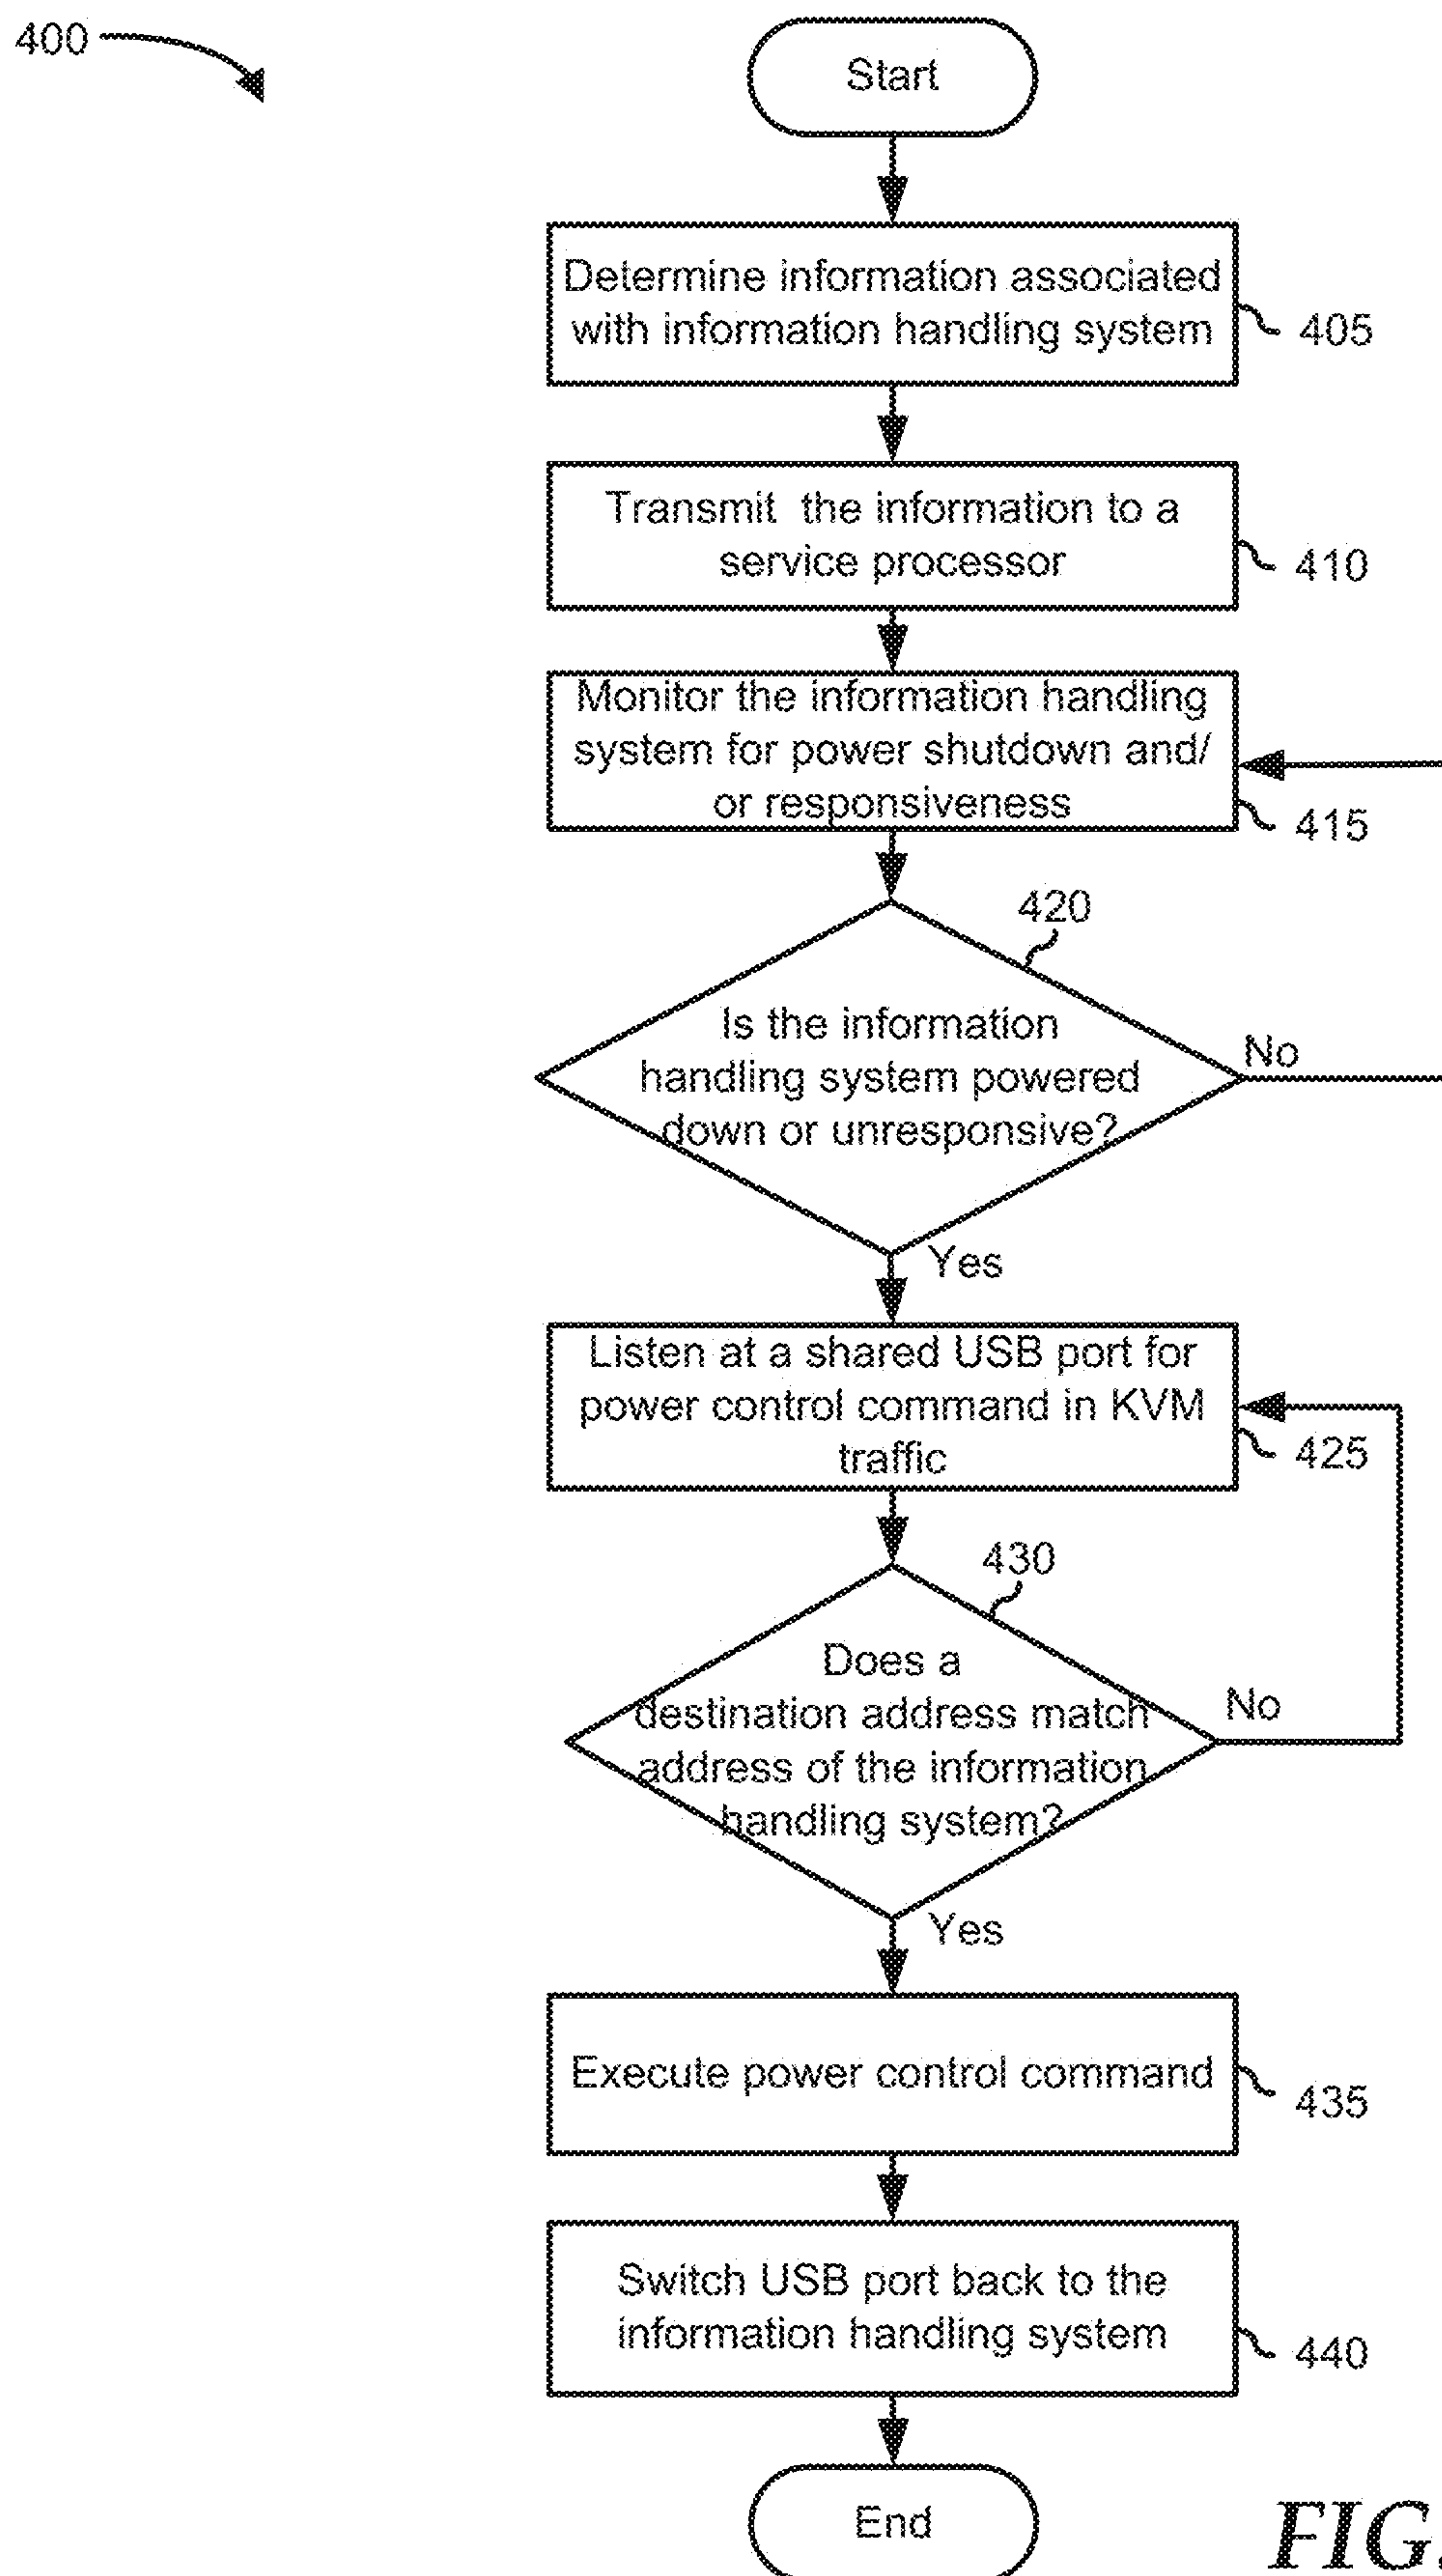 400
Start
Determine information associated
with information handling system
405
Transmit the information to a
service processor
410
Monitor the information handling
system for power shutdown and/
or responsiveness
415
420
Is the information
handling system powered
down or unresponsive?
No
Yes
Listen at a shared USB port for
power control command in KVM
traffic
425
430
Does a
destination address match
address of the information
handling system?
No
Yes
Execute power control command
435
Switch USB port back to the
information handling system
440
End
FIG.